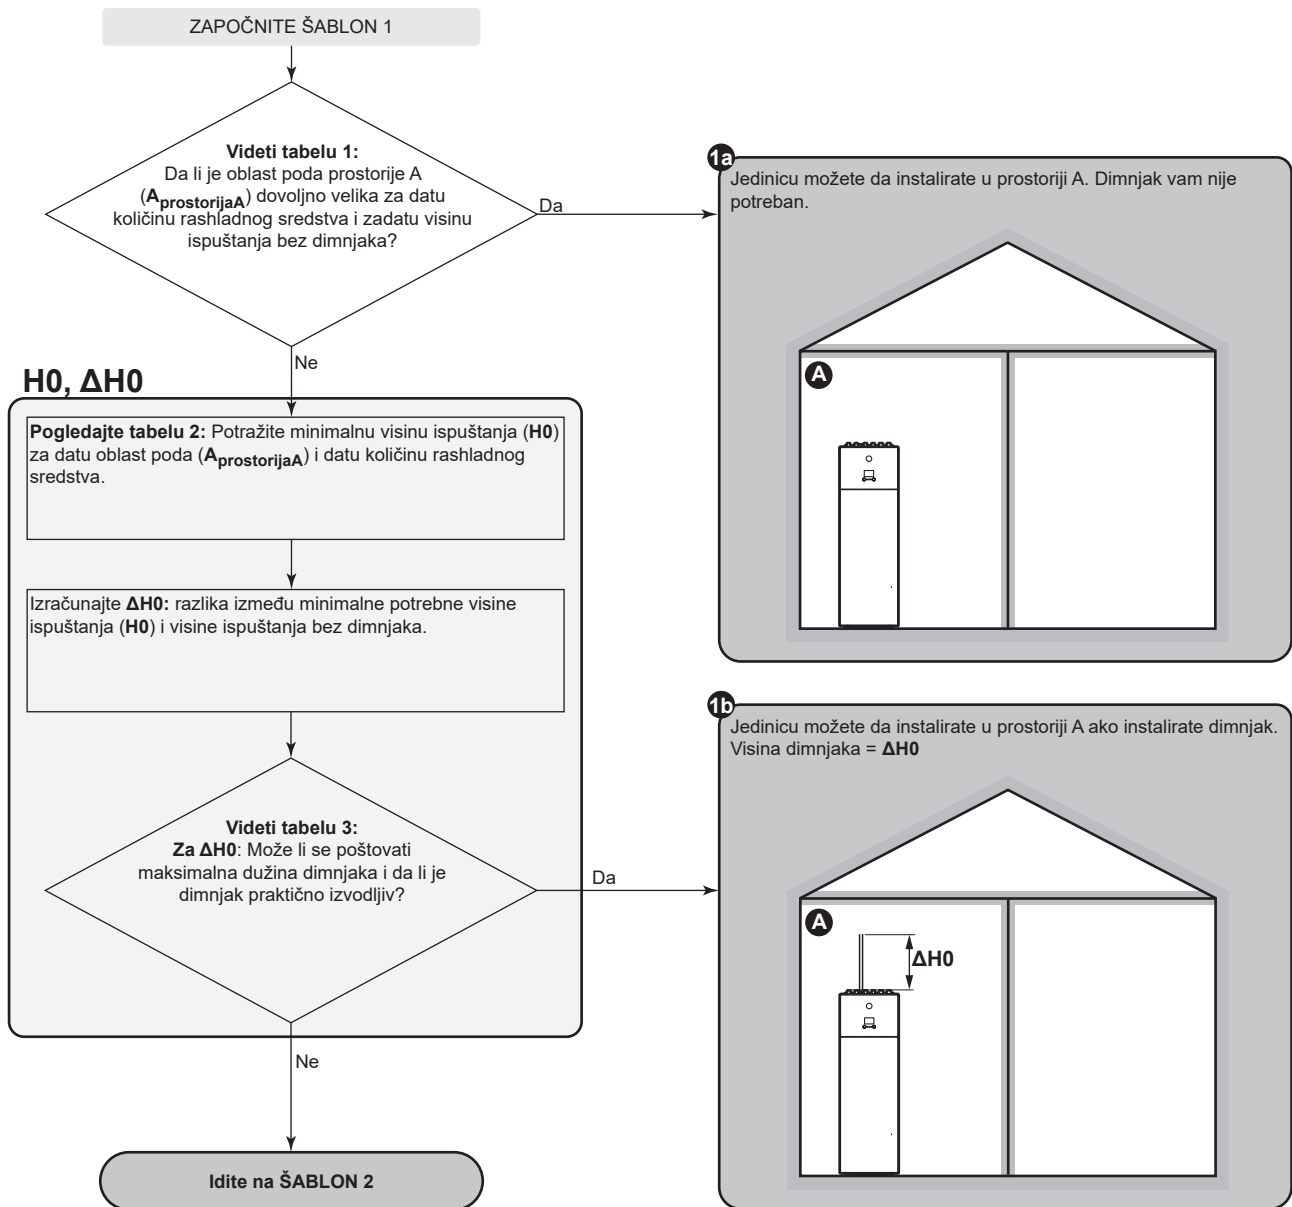 ZAPOČNITE ŠABLON 1
Videti tabelu 1:
Da li je oblast poda prostorije A
(AprostorijaA) dovoljno velika za datu
količinu rashladnog sredstva i zadatu visinu
ispuštanja bez dimnjaka?
Da
Ne
1a
Jedinicu možete da instalirate u prostoriji A. Dimnjak vam nije
potreban.
A
H0, ΔH0
Pogledajte tabelu 2: Potražite minimalnu visinu ispuštanja (H0)
za datu oblast poda (AprostorijaA) i datu količinu rashladnog
sredstva.
Izračunajte ΔH0: razlika između minimalne potrebne visine
ispuštanja (H0) i visine ispuštanja bez dimnjaka.
Videti tabelu 3:
Za ΔH0: Može li se poštovati
maksimalna dužina dimnjaka i da li je
dimnjak praktično izvodljiv?
Da
Ne
1b
Jedinicu možete da instalirate u prostoriji A ako instalirate dimnjak.
Visina dimnjaka = ΔH0
A
ΔH0
Idite na ŠABLON 2